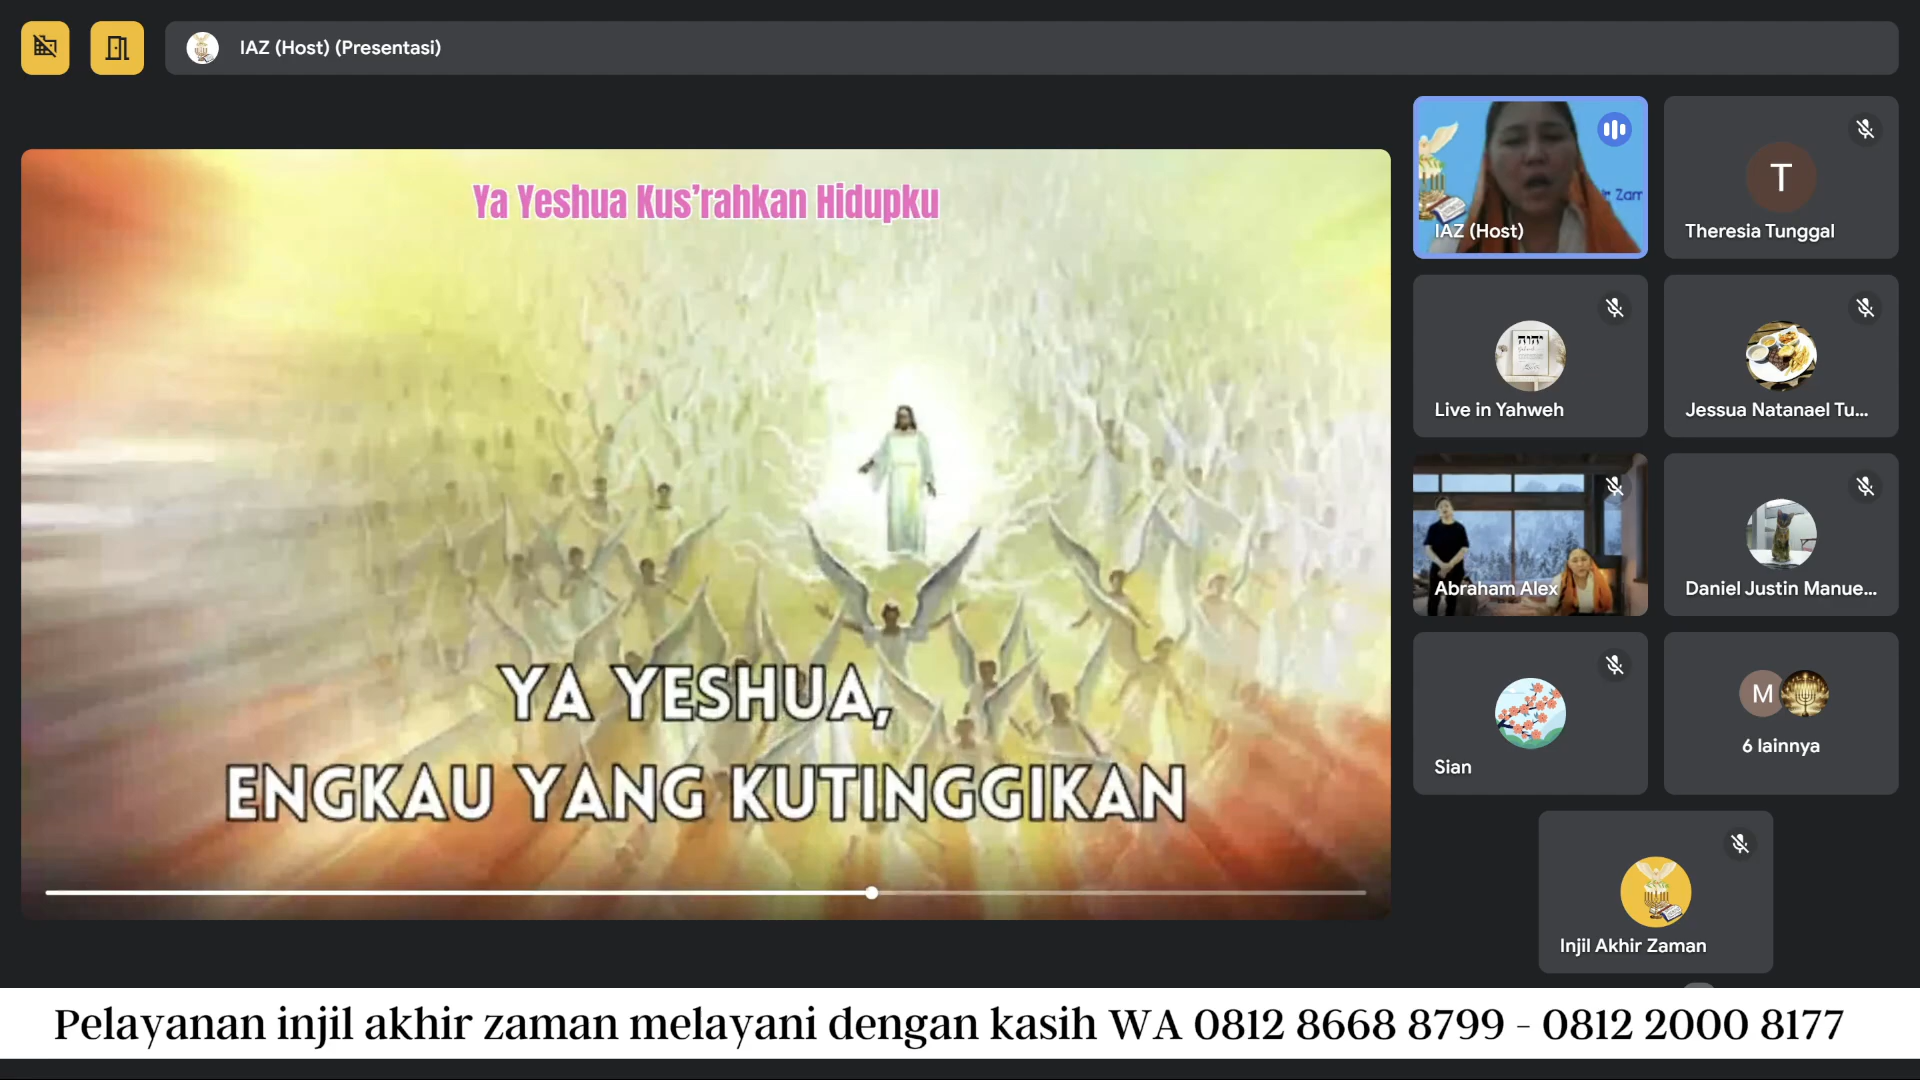 IAZ (Host) (Presentasi)
Ya Yeshua Kus'rahkan Hidupku
YA YESHUA,
ENGKAU YANG KUTINGGIKAN
IAZ (Host)
T
Theresia Tunggal
יהוה
Live in Yahweh
Jessua Natanael Tu...
Abraham Alex
Daniel Justin Manue...
Sian
M
6 lainnya
Injil Akhir Zaman
Pelayanan injil akhir zaman melayani dengan kasih WA 0812 8668 8799 - 0812 2000 8177